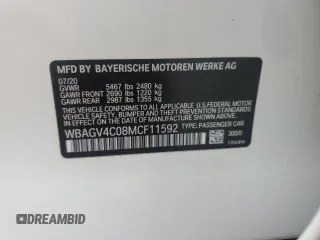 MFD BY BAYERISCHE MOTOREN WERKE AG
07/20
GVWR 5467 lbs 2480 kg
GAWR FRONT 2690 lbs 1220 kg
GAWR REAR 2987 lbs 1355 kg
THIS VEHICLE CONFORMS TO ALL APPLICABLE U.S. FEDERAL MOTOR
VEHICLE SAFETY, BUMPER, AND THEFT PREVENTION STANDARDS IN
EFFECT ON THE DATE OF MANUFACTURE SHOWN ABOVE.
WBAGV4C08MCF11592 TYPE: PASSENGER CAR
300/0
DREAMBID